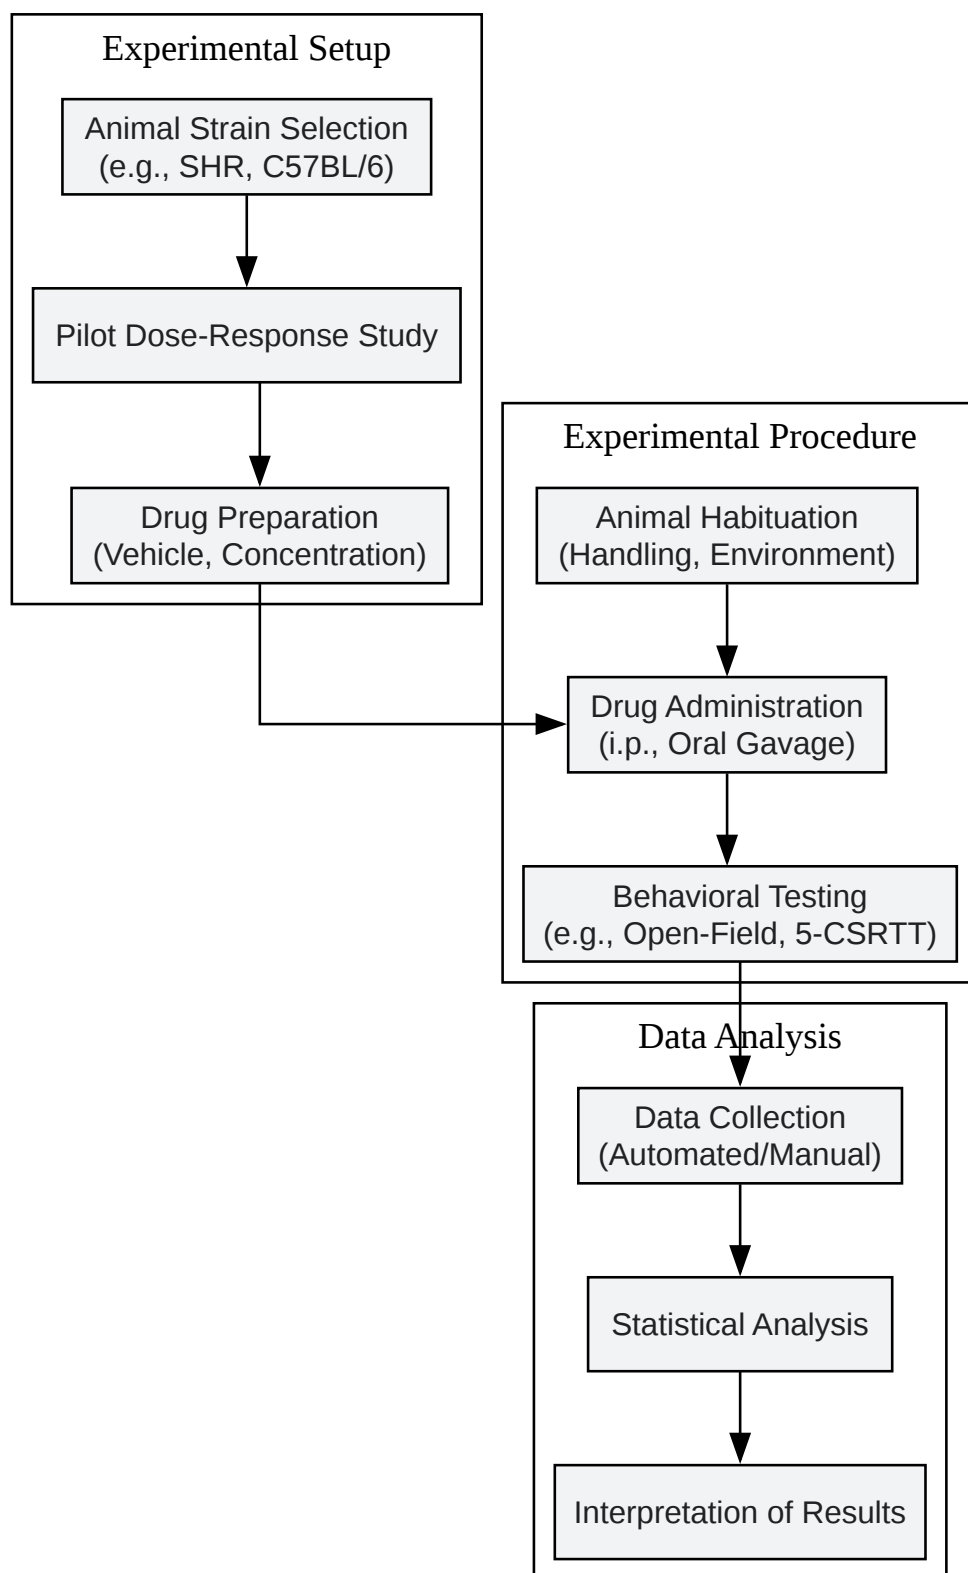 Experimental Setup
Animal Strain Selection
(e.g., SHR, C57BL/6)
Pilot Dose-Response Study
Drug Preparation
(Vehicle, Concentration)
Experimental Procedure
Animal Habituation
(Handling, Environment)
Drug Administration
(i.p., Oral Gavage)
Behavioral Testing
(e.g., Open-Field, 5-CSRTT)
Data Analysis
Data Collection
(Automated/Manual)
Statistical Analysis
Interpretation of Results